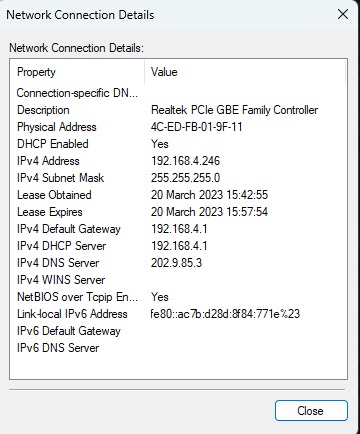 Network Connection Details
Network Connection Details:
Property Value
Connection-specific DN...
Description Realtek PCIe GBE Family Controller
Physical Address 4C-ED-FB-01-9F-11
DHCP Enabled Yes
IPv4 Address 192.168.4.246
IPv4 Subnet Mask 255.255.255.0
Lease Obtained 20 March 2023 15:42:55
Lease Expires 20 March 2023 15:57:54
IPv4 Default Gateway 192.168.4.1
IPv4 DHCP Server 192.168.4.1
IPv4 DNS Server 202.9.85.3
IPv4 WINS Server
NetBIOS over Tcpip En... Yes
Link-local IPv6 Address fe80::ac7b:d28d:8f84:771e%23
IPv6 Default Gateway
IPv6 DNS Server
Close